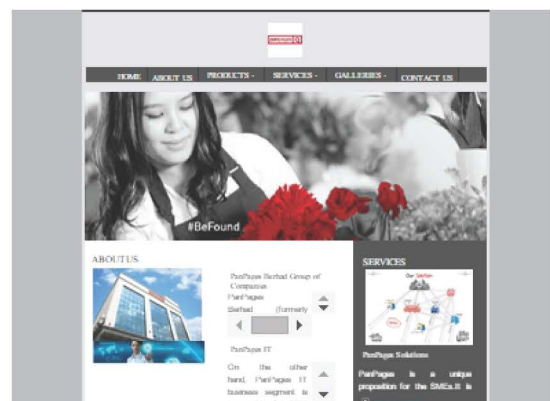 HOME ABOUT US PRODUCTS SERVICES GALLERIES CONTACT US
#BeFound
ABOUT US
PanPages Berhad Group of
Companies
PanPages
Berhad (formerly
PanPages IT
On the other
hand, PanPages IT
business segment is
SERVICES
Our Solution
PanPages Solutions
PanPages is a unique
proposition for the SMEs.It is